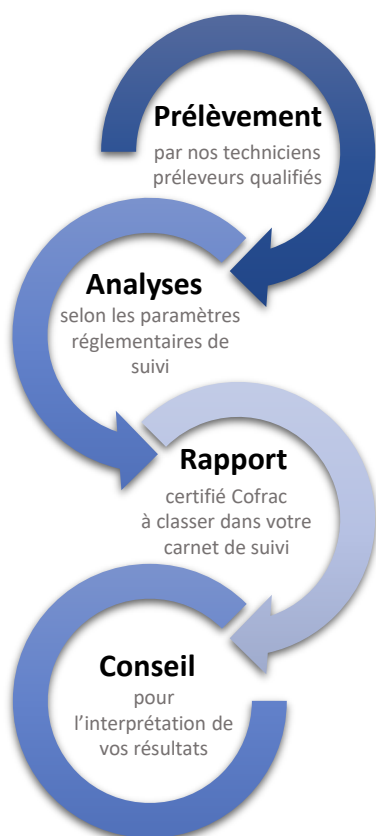 Prélèvement
par nos techniciens
préleveurs qualifiés
Analyses
selon les paramètres
réglementaires de
suivi
Rapport
certifié Cofrac
à classer dans votre
carnet de suivi
Conseil
pour
l'interprétation de
vos résultats